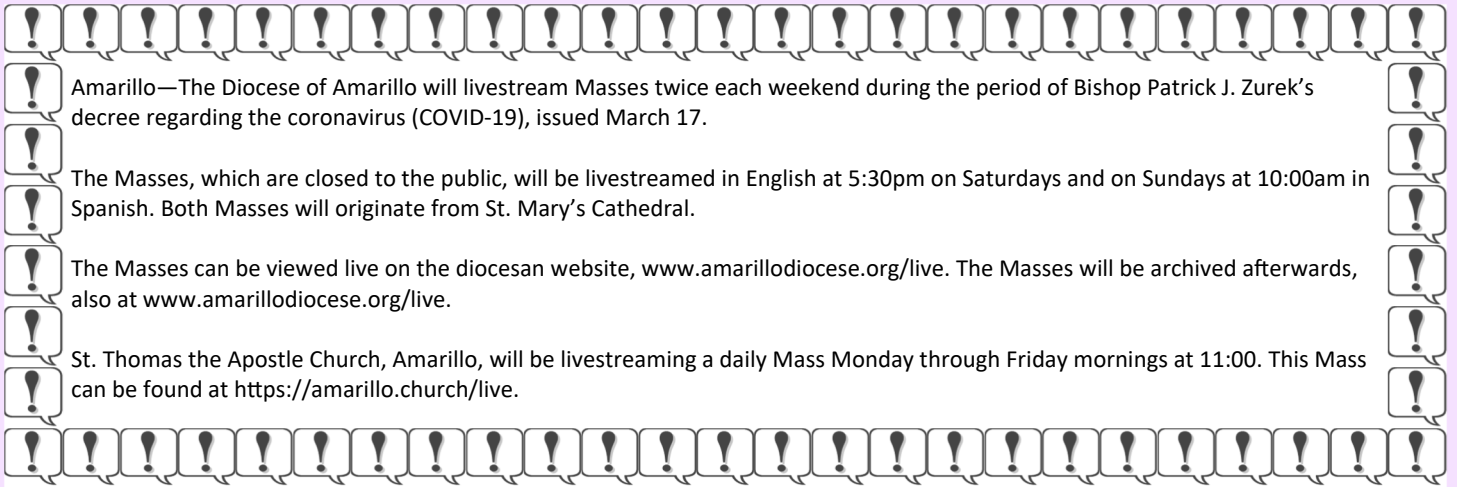 Amarillo—The Diocese of Amarillo will livestream Masses twice each weekend during the period of Bishop Patrick J. Zurek’s
decree regarding the coronavirus (COVID-19), issued March 17.
The Masses, which are closed to the public, will be livestreamed in English at 5:30pm on Saturdays and on Sundays at 10:00am in
Spanish. Both Masses will originate from St. Mary’s Cathedral.
The Masses can be viewed live on the diocesan website, www.amarillodiocese.org/live. The Masses will be archived afterwards,
also at www.amarillodiocese.org/live.
St. Thomas the Apostle Church, Amarillo, will be livestreaming a daily Mass Monday through Friday mornings at 11:00. This Mass
can be found at https://amarillo.church/live.